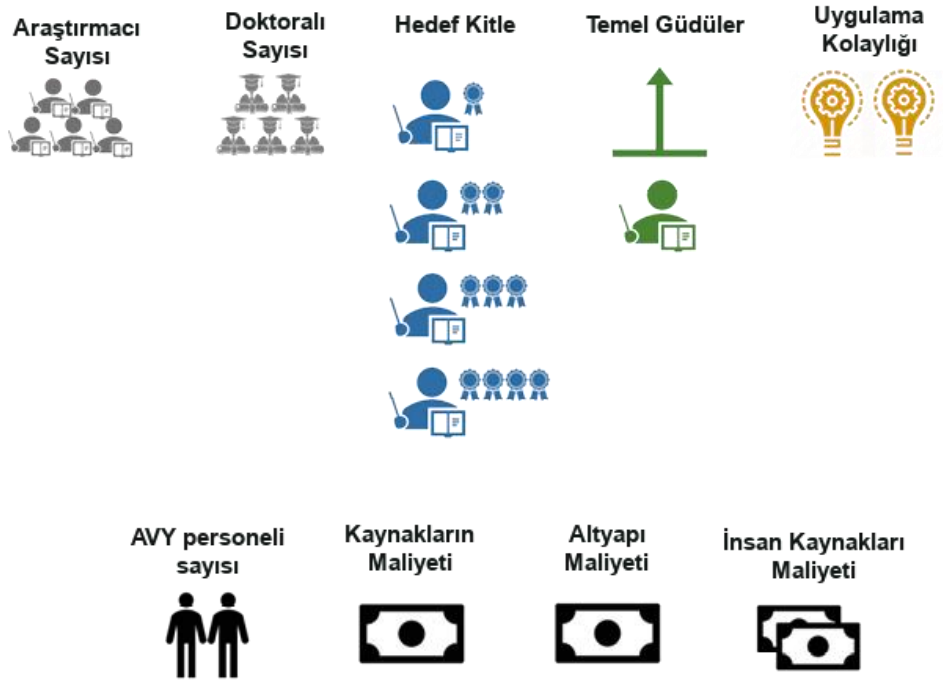 Araştırmacı
Sayısı
Doktoralı
Sayısı
Hedef Kitle
Temel Güdüler
Uygulama
Kolaylığı
AVY personeli
sayısı
Kaynakların
Maliyeti
Altyapı
Maliyeti
İnsan Kaynakları
Maliyeti